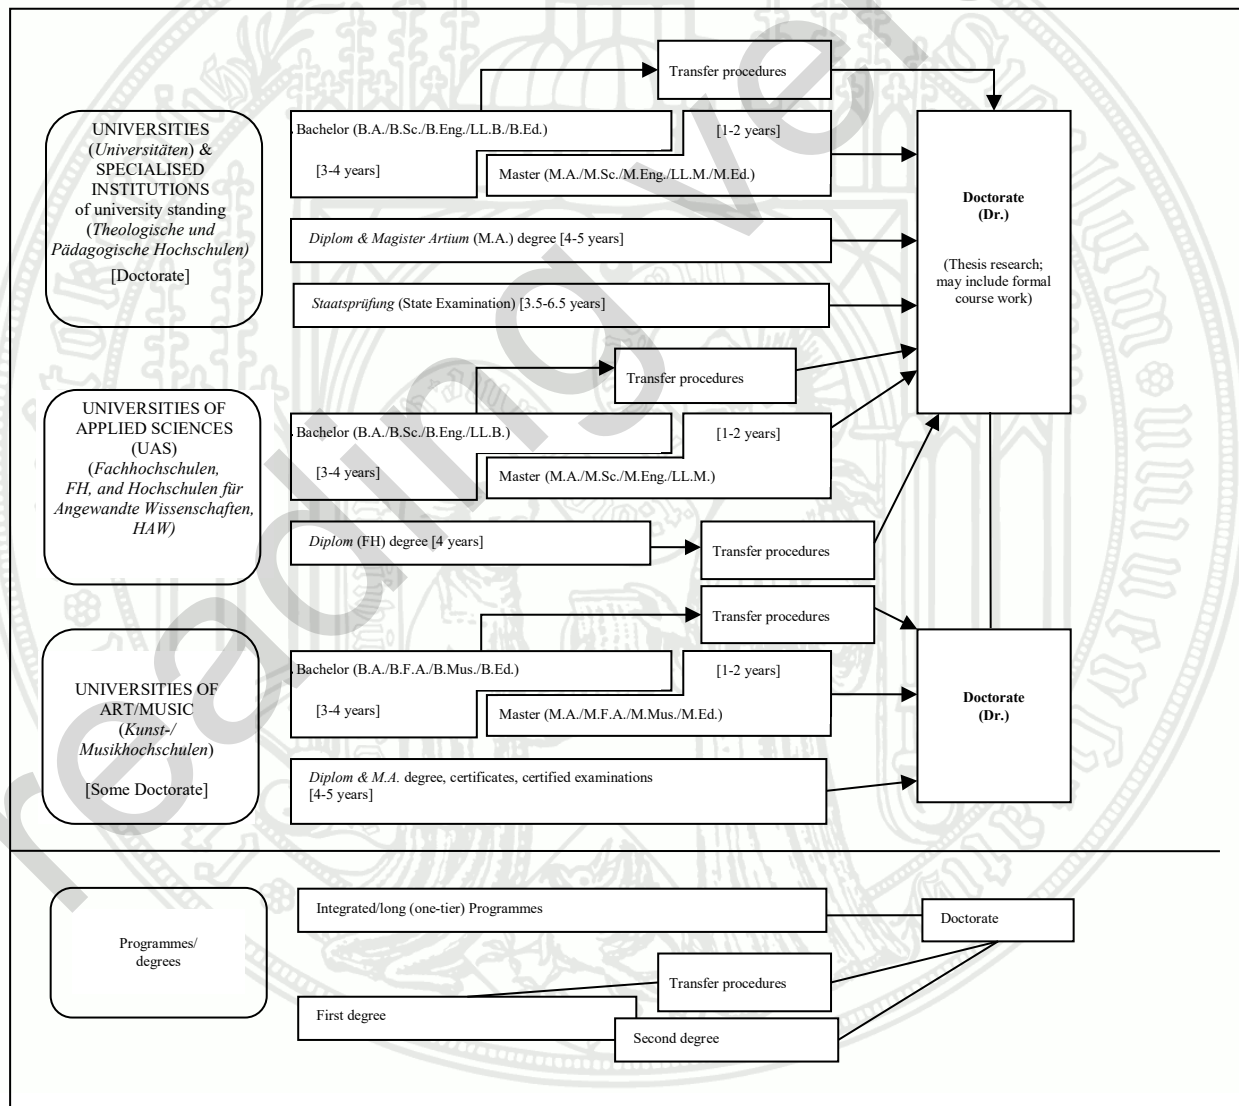 Transfer procedures
UNIVERSITIES
(Universitäten) &
SPECIALISED
INSTITUTIONS
of university standing
(Theologische und
Pädagogische Hochschulen)
[Doctorate]
Bachelor (B.A./B.Sc./B.Eng./LL.B./B.Ed.)
[1-2 years]
[3-4 years]
Master (M.A./M.Sc./M.Eng./LL.M./M.Ed.)
Diplom & Magister Artium (M.A.) degree [4-5 years]
Staatsprüfung (State Examination) [3.5-6.5 years]
Doctorate
(Dr.)
(Thesis research;
may include formal
course work)
Transfer procedures
UNIVERSITIES OF
APPLIED SCIENCES
(UAS)
(Fachhochschulen,
FH, and Hochschulen für
Angewandte Wissenschaften,
HAW)
Bachelor (B.A./B.Sc./B.Eng./LL.B.)
[1-2 years]
[3-4 years]
Master (M.A./M.Sc./M.Eng./LL.M.)
Diplom (FH) degree [4 years]
Transfer procedures
Transfer procedures
UNIVERSITIES OF
ART/MUSIC
(Kunst-/
Musikhochschulen)
[Some Doctorate]
Bachelor (B.A./B.F.A./B.Mus./B.Ed.)
[1-2 years]
[3-4 years]
Master (M.A./M.F.A./M.Mus./M.Ed.)
Diplom & M.A. degree, certificates, certified examinations
[4-5 years]
Doctorate
(Dr.)
Programmes/
degrees
Integrated/long (one-tier) Programmes
Doctorate
Transfer procedures
First degree
Second degree
reading